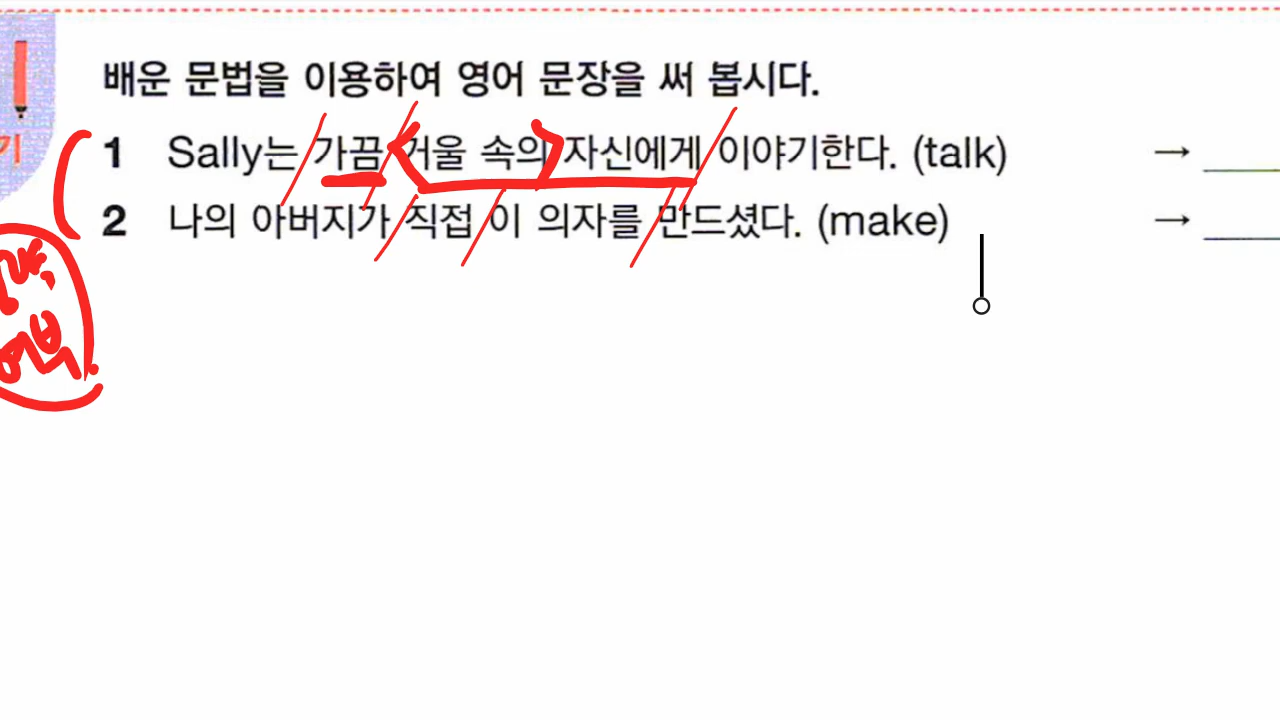 배운 문법을 이용하여 영어 문장을 써 봅시다.
기
1 Sally는 가끔 거울 속의 자신에게 이야기한다. (talk) →
2 나의 아버지가 직접 이 의자를 만드셨다. (make) →